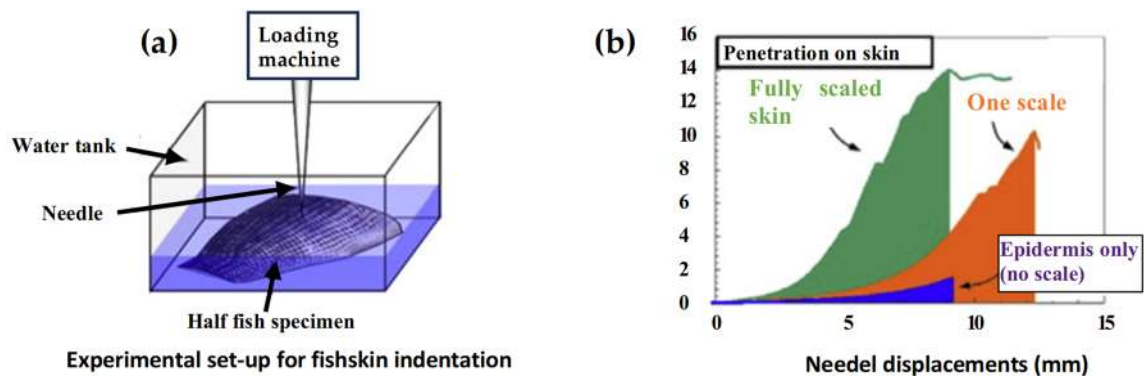 (a)
Loading
machine
Water tank
Needle
Half fish specimen
Experimental set-up for fishskin indentation
(b)
16
14
12
10
8
6
4
2
0
Penetration on skin
Fully scaled
skin
One scale
Epidermis only
(no scale)
0 5 10 15
Needel displacements (mm)